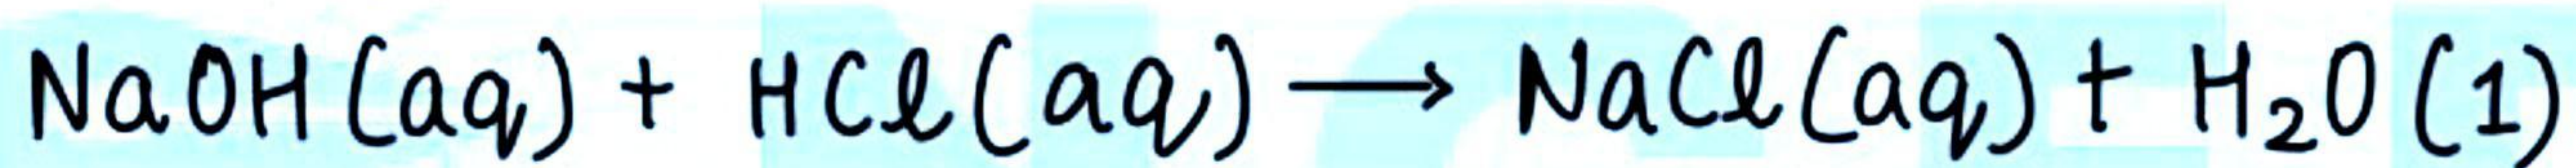 NaOH(aq) + HCl(aq) ⟶ NaCl(aq) + H₂O(1)